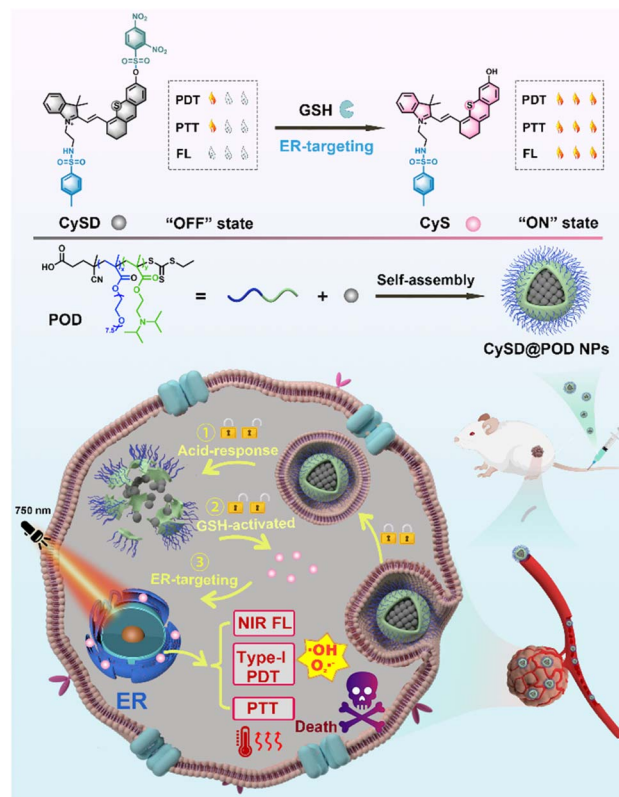 NO₂
NO₂
O=S=O
O
S
N+
HN
O=S=O
PDT
PTT
FL
GSH
ER-targeting
OH
S
N+
HN
O=S=O
PDT
PTT
FL
CySD
"OFF" state
CyS
"ON" state
HO
O
CN
O
O
O
O
7.5
x
y
S
S
S
N
POD
=
+
Self-assembly
CySD@POD NPs
① Acid-response
② GSH-activated
③ ER-targeting
750 nm
ER
NIR FL
Type-I
PDT
PTT
·OH
O₂·⁻
Death